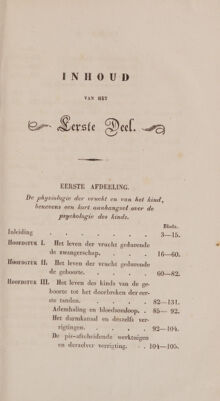 INHOUD
VAN HET
Eerste Deel.
EERSTE AFDEELING.
De physiologie der vrucht en van het kind,
benevens een kort aanhangsel over de
psychologie des kinds.
Bladz.
Inleiding . . . . . . . . . . 3—15.
HOOFDSTUK I. Het leven der vrucht gedurende
de zwangerschap. . . . . 16—60.
HOOFDSTUK II. Het leven der vrucht gedurende
de geboorte. . . . . . . 60—82.
HOOFDSTUK III. Het leven des kinds van de ge-
boorte tot het doorbreken der eer-
ste tanden. . . . . . . 82—131.
Ademhaling en bloedsomloop. . 85— 92.
Het darmkanaal en deszelfs ver-
rigtingen. . . . . . . 92—104.
De pis-afscheidende werktuigen
en derzelver verrigting. . . 104—105.